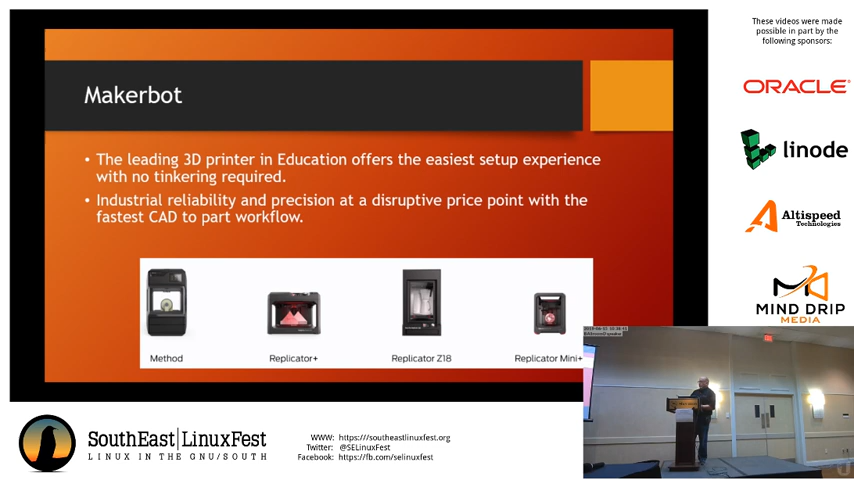 These videos were made
possible in part by the
following sponsors:
ORACLE
linode
Altispeed
Technologies
MIND DRIP
MEDIA
Makerbot
• The leading 3D printer in Education offers the easiest setup experience
with no tinkering required.
• Industrial reliability and precision at a disruptive price point with the
fastest CAD to part workflow.
Method
Replicator+
Replicator Z18
Replicator Mini+
SouthEast|LinuxFest
LINUX IN THE GNU/SOUTH
WWW: https:///southeastlinuxfest.org
Twitter: @SELinuxFest
Facebook: https://fb.com/selinuxfest